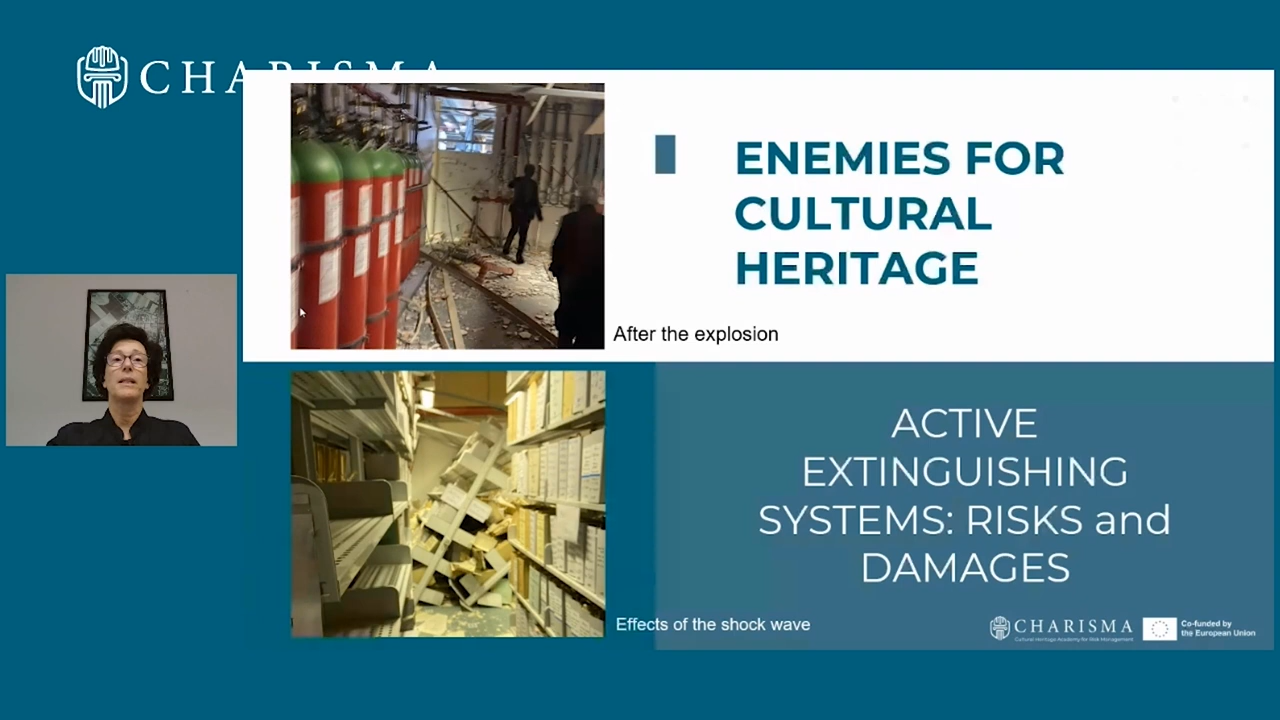 CHARISMA
ENEMIES FOR
CULTURAL
HERITAGE
After the explosion
ACTIVE
EXTINGUISHING
SYSTEMS: RISKS and
DAMAGES
Effects of the shock wave
CHARISMA
Cultural Heritage Academy for Risk Management
Co-funded by
the European Union